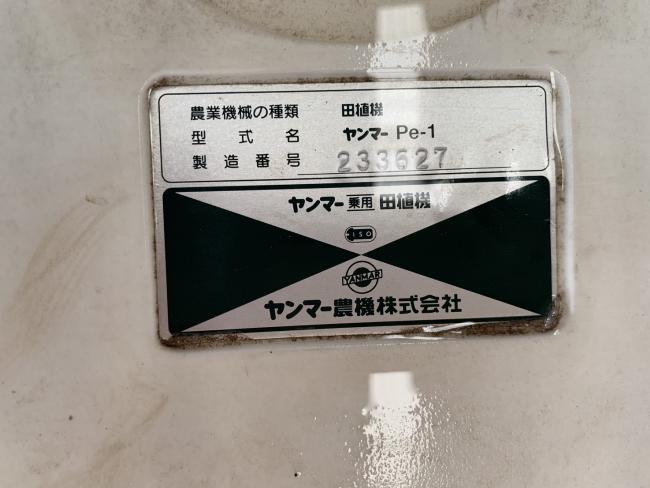 農業機械の種類 田植機
型式名 ヤンマー Pe-1
製造番号 233627
ヤンマー 乗用 田植機
ISO
YANMAR
ヤンマー農機株式会社